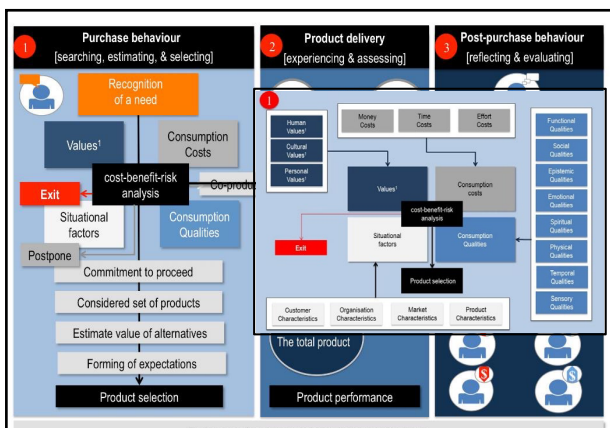 1
Purchase behaviour
[searching, estimating, & selecting]
2
Product delivery
[experiencing & assessing]
3
Post-purchase behaviour
[reflecting & evaluating]
Recognition
of a need
Values¹
Consumption
Costs
cost-benefit-risk
analysis
Co-produc
Exit
Situational
factors
Consumption
Qualities
Postpone
Commitment to proceed
Considered set of products
Estimate value of alternatives
Forming of expectations
Product selection
1
Human
Values¹
Cultural
Values¹
Personal
Values¹
Money
Costs
Time
Costs
Effort
Costs
Functional
Qualities
Social
Qualities
Epistemic
Qualities
Emotional
Qualities
Spiritual
Qualities
Physical
Qualities
Temporal
Qualities
Sensory
Qualities
Values¹
Consumption
costs
cost-benefit-risk
analysis
Exit
Situational
factors
Consumption
Qualities
Product selection
Customer
Characteristics
Organisation
Characteristics
Market
Characteristics
Product
Characteristics
The total product
Product performance
$
$